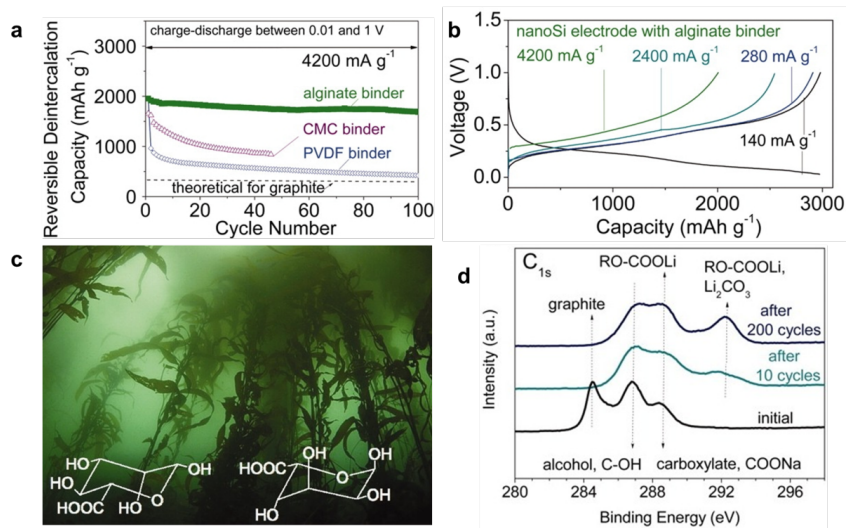 a
charge-discharge between 0.01 and 1 V
4200 mA g⁻¹
alginate binder
CMC binder
PVDF binder
theoretical for graphite
Reversible Deintercalation
Capacity (mAh g⁻¹)
3000
2000
1000
0
0 20 40 60 80 100
Cycle Number
b
nanoSi electrode with alginate binder
4200 mA g⁻¹ 2400 mA g⁻¹ 280 mA g⁻¹
140 mA g⁻¹
Voltage (V)
1.5
1.0
0.5
0.0
0 1000 2000 3000
Capacity (mAh g⁻¹)
c
HO
HO
HOOC
HO
O
OH
HOOC
OH
O
OH
OH
HO
d
C1s
RO-COOLi
RO-COOLi,
Li₂CO₃
graphite
after
200 cycles
after
10 cycles
initial
alcohol, C-OH
carboxylate, COONa
Intensity (a.u.)
280 284 288 292 296
Binding Energy (eV)